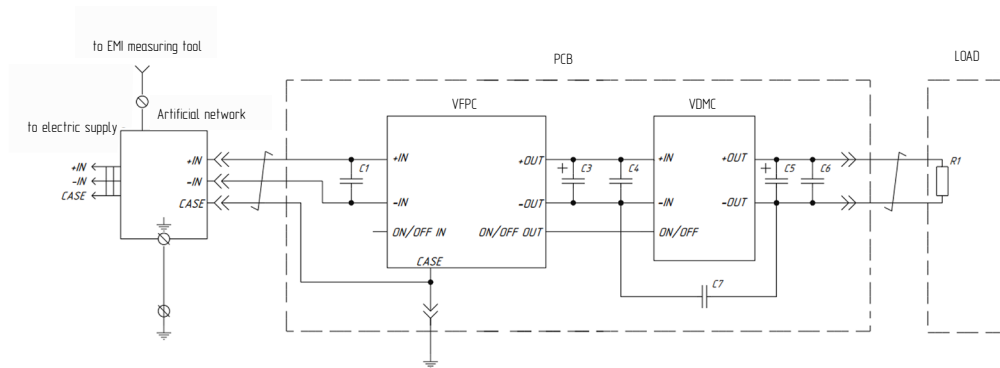 to EMI measuring tool
PCB
LOAD
VFPC
VDMC
Artificial network
to electric supply
+IN
-IN
CASE
+IN
-IN
CASE
C1
+IN
-IN
ON/OFF IN
CASE
+OUT
-OUT
ON/OFF OUT
+
C3
C4
+IN
-IN
ON/OFF
+OUT
-OUT
+
C5
C6
C7
R1